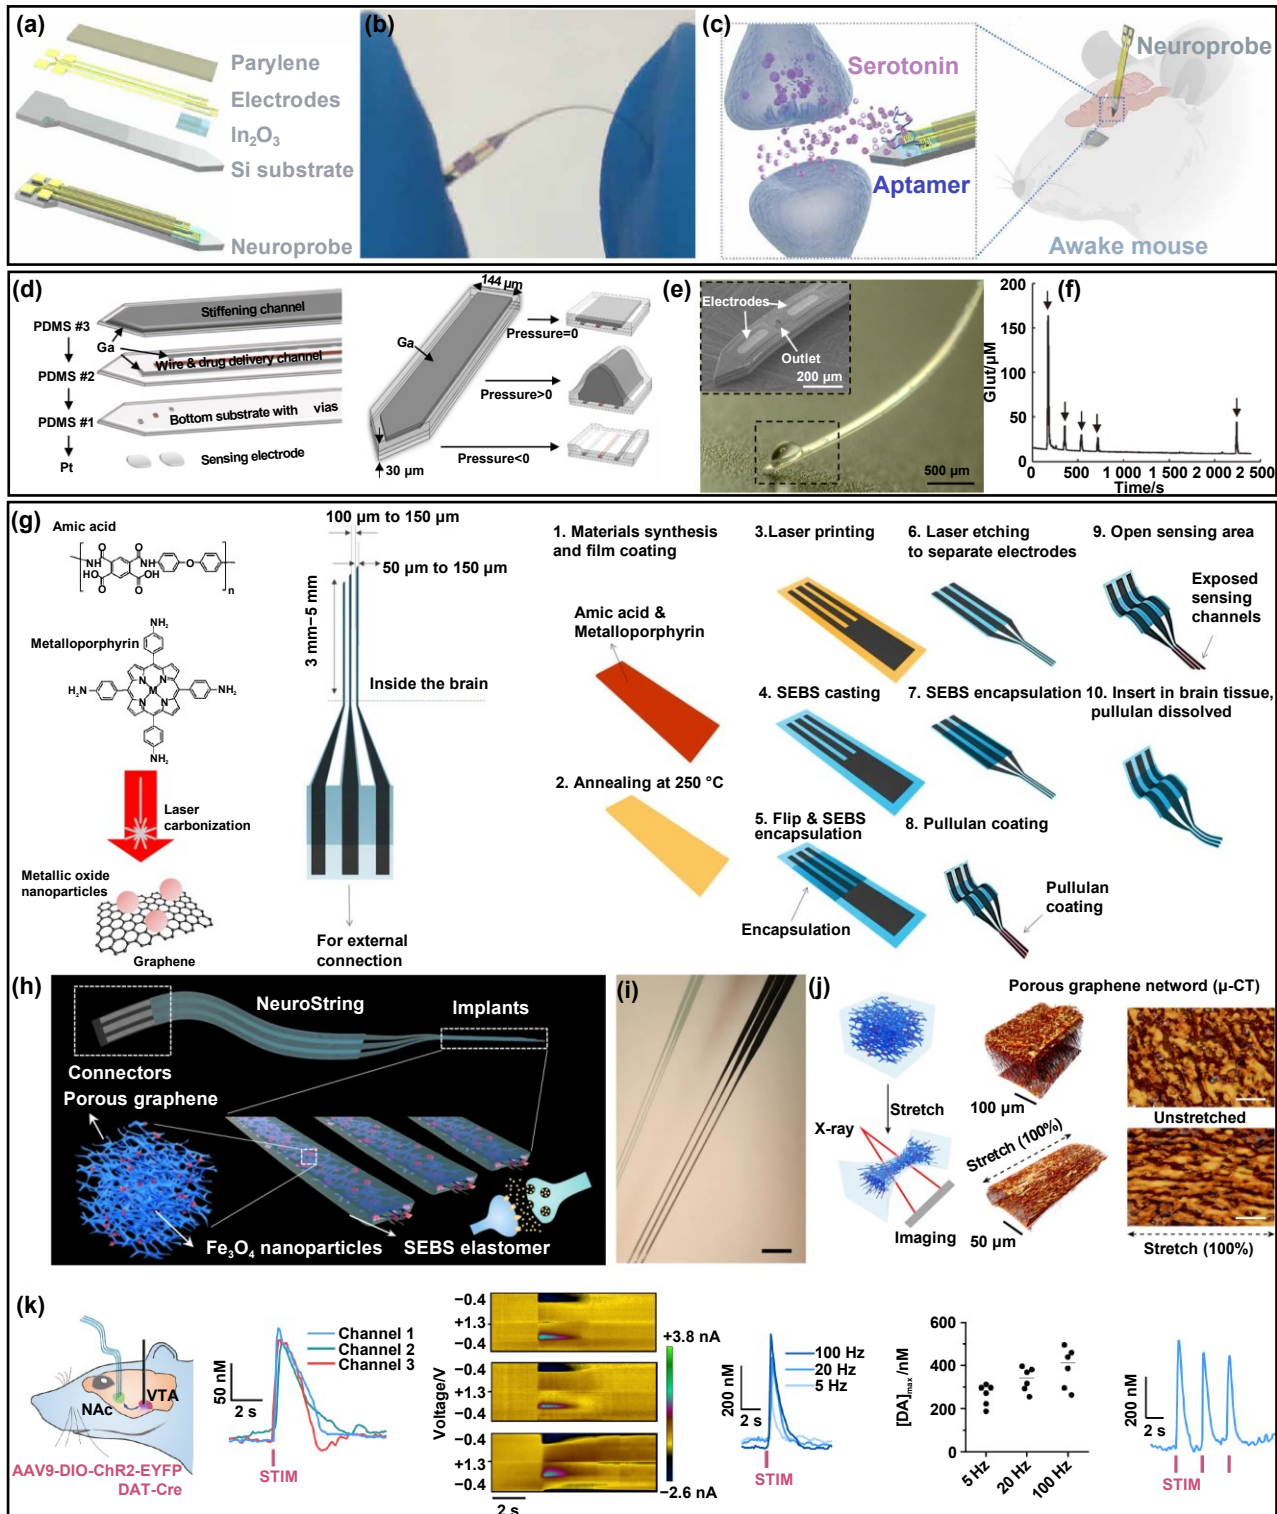 (a)
Parylene
Electrodes
In₂O₃
Si substrate
Neuroprobe
(b)
(c)
Serotonin
Aptamer
Neuroprobe
Awake mouse
(d)
PDMS #3
Ga
PDMS #2
PDMS #1
Pt
Stiffening channel
Wire & drug delivery channel
Bottom substrate with vias
Sensing electrode
144 μm
Ga
30 μm
Pressure=0
Pressure>0
Pressure<0
(e)
Electrodes
Outlet
200 μm
500 μm
(f)
Glut/μM
200
150
100
50
0
0
500
1 000
1 500
2 000
2 500
Time/s
(g)
Amic acid
NH
O
O
NH
O
HO
OH
O
O
n
Metalloporphyrin
NH₂
H₂N
N
N
M
N
N
NH₂
NH₂
Laser
carbonization
Metallic oxide
nanoparticles
Graphene
100 μm to 150 μm
50 μm to 150 μm
3 mm–5 mm
Inside the brain
For external
connection
1. Materials synthesis
and film coating
Amic acid &
Metalloporphyrin
2. Annealing at 250 °C
3.Laser printing
4. SEBS casting
5. Flip & SEBS
encapsulation
Encapsulation
6. Laser etching
to separate electrodes
7. SEBS encapsulation
8. Pullulan coating
Pullulan
coating
9. Open sensing area
Exposed
sensing
channels
10. Insert in brain tissue,
pullulan dissolved
(h)
NeuroString
Implants
Connectors
Porous graphene
Fe₃O₄ nanoparticles
SEBS elastomer
(i)
(j)
Porous graphene netword (μ-CT)
Stretch
X-ray
Imaging
100 μm
Stretch (100%)
50 μm
Unstretched
Stretch (100%)
(k)
NAc
VTA
AAV9-DIO-ChR2-EYFP
DAT-Cre
50 nM
2 s
Channel 1
Channel 2
Channel 3
STIM
Voltage/V
−0.4
+1.3
−0.4
−0.4
+1.3
−0.4
−0.4
+1.3
−0.4
2 s
+3.8 nA
−2.6 nA
200 nM
2 s
100 Hz
20 Hz
5 Hz
STIM
[DA]max/nM
600
400
200
0
5 Hz
20 Hz
100 Hz
200 nM
2 s
STIM